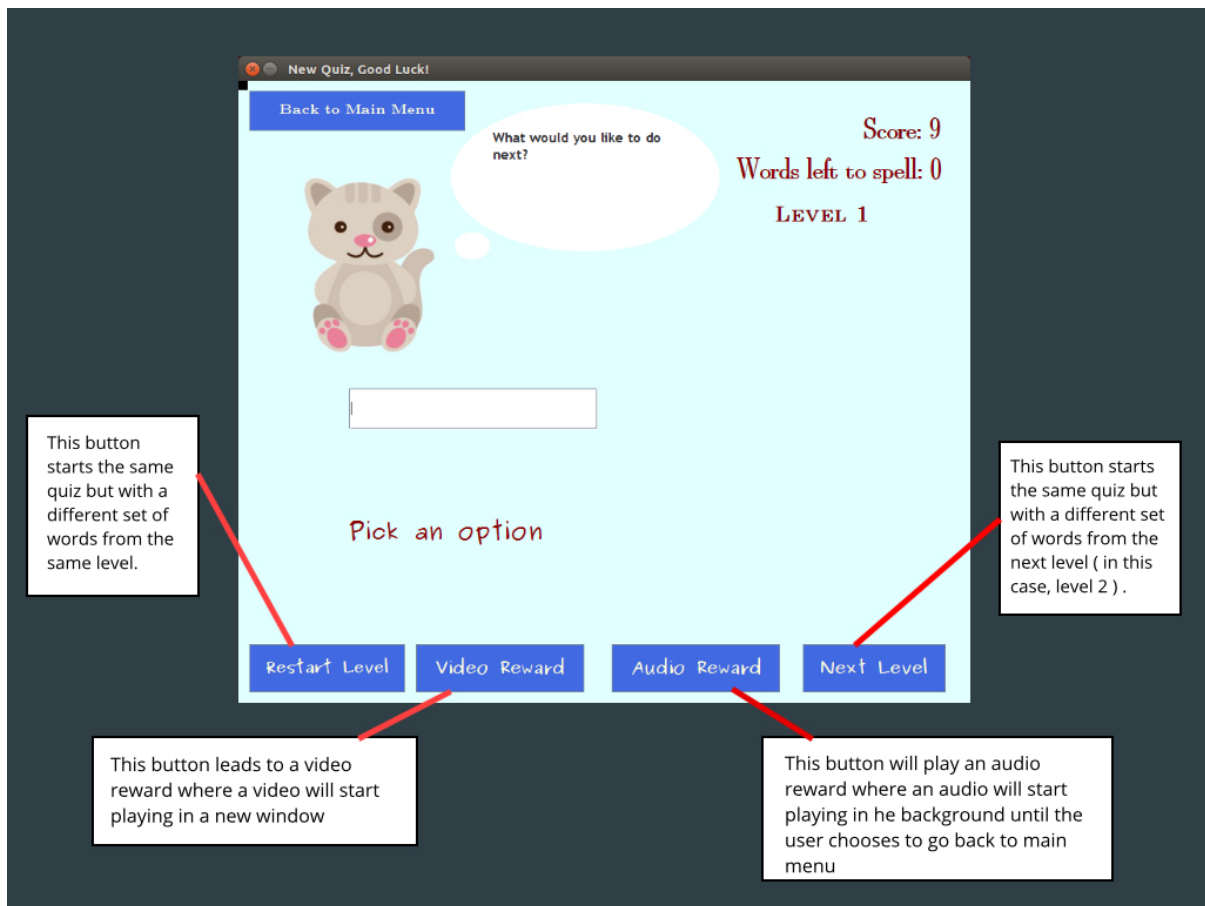 New Quiz, Good Luck!
Back to Main Menu
What would you like to do
next?
Score: 9
Words left to spell: 0
LEVEL 1
This button
starts the same
quiz but with a
different set of
words from the
same level.
This button starts
the same quiz but
with a different set
of words from the
next level ( in this
case, level 2 ) .
Pick an option
Restart Level
Video Reward
Audio Reward
Next Level
This button leads to a video
reward where a video will start
playing in a new window
This button will play an audio
reward where an audio will start
playing in he background until the
user chooses to go back to main
menu